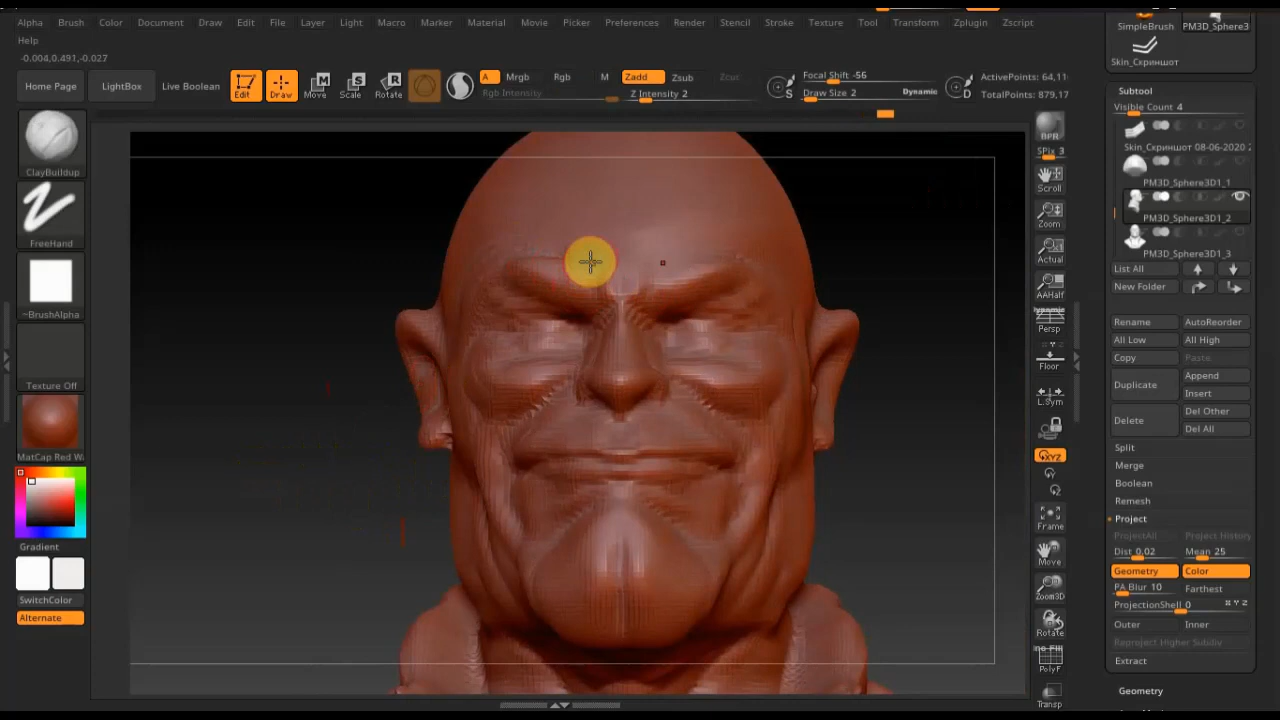 Alpha Brush Color Document Draw Edit File Layer Light Macro Marker Material Movie Picker Preferences Render Stencil Stroke Texture Tool Transform Zplugin Zscript
Help
-0.004,0.491,-0.027
Home Page LightBox Live Boolean Edit Draw Move Scale Rotate
A Mrgb Rgb M Zadd Zsub Zcut
Rgb Intensity Z Intensity 2
Focal Shift -56
Draw Size 2 Dynamic
S D
ActivePoints: 64,11
TotalPoints: 879,17
ClayBuildup
FreeHand
~BrushAlpha
Texture Off
MatCap Red W
Gradient
SwitchColor
Alternate
BPR
SPix 3
Scroll
Zoom
Actual
AAHalf
Dynamic
Persp
Floor
L.Sym
XYZ
Y
Z
Frame
Move
Zoom3D
Rotate
PolyF
Transp
SimpleBrush PM3D_Sphere3
Skin_Скриншот
Subtool
Visible Count 4
Skin_Скриншот 08-06-2020 2
PM3D_Sphere3D1_1
PM3D_Sphere3D1_2
PM3D_Sphere3D1_3
List All
New Folder
Rename AutoReorder
All Low All High
Copy Paste
Duplicate Append
Insert
Delete Del Other
Del All
Split
Merge
Boolean
Remesh
Project
ProjectAll Project History
Dist 0.02 Mean 25
Geometry Color
PA Blur 10 Farthest
ProjectionShell 0 X Y Z
Outer Inner
Reproject Higher Subdiv
Extract
Geometry